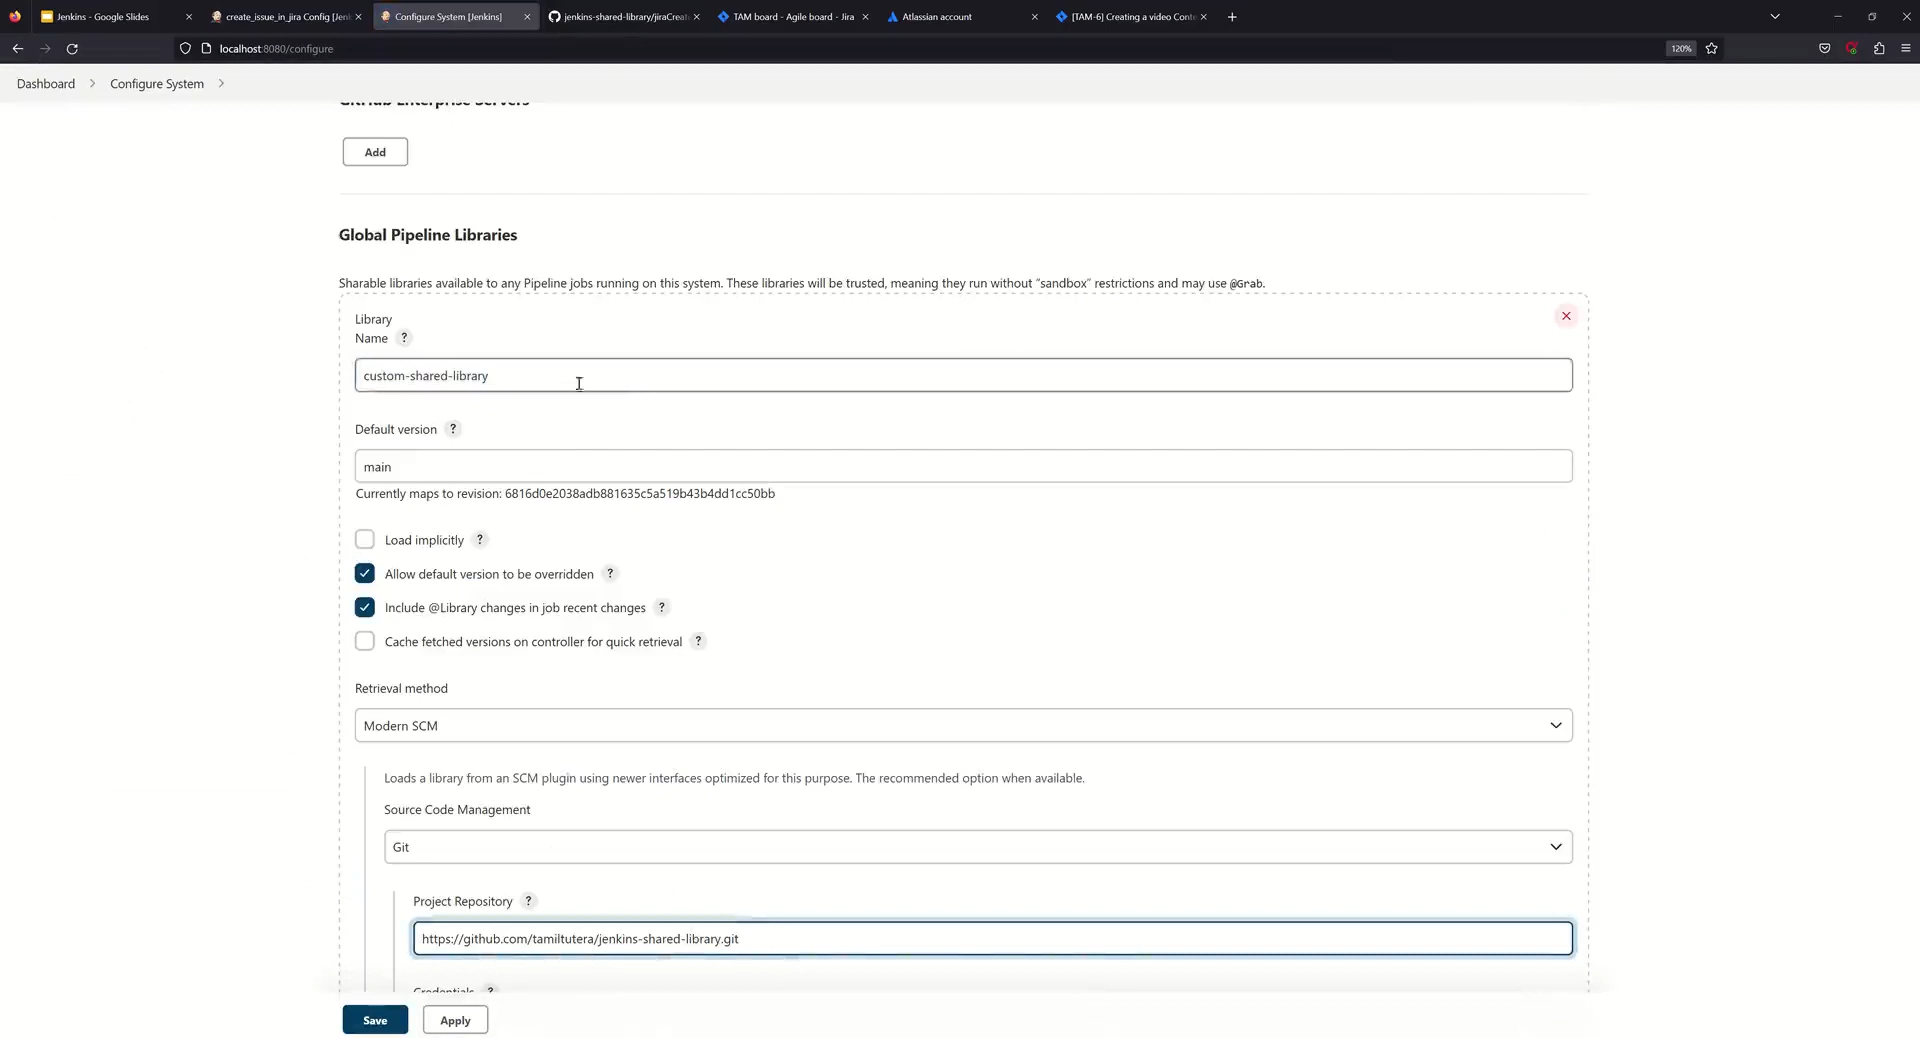 Jenkins - Google Slides
create_issue_in_jira Config [Jenk
Configure System [Jenkins]
jenkins-shared-library/jiraCreate
TAM board - Agile board - Jira
Atlassian account
[TAM-6] Creating a video Conte
localhost:8080/configure
120%
Dashboard
Configure System
GitHub Enterprise Servers
Add
Global Pipeline Libraries
Sharable libraries available to any Pipeline jobs running on this system. These libraries will be trusted, meaning they run without "sandbox" restrictions and may use @Grab.
Library
Name ?
custom-shared-library
Default version ?
main
Currently maps to revision: 6816d0e2038adb881635c5a519b43b4dd1cc50bb
Load implicitly ?
Allow default version to be overridden ?
Include @Library changes in job recent changes ?
Cache fetched versions on controller for quick retrieval ?
Retrieval method
Modern SCM
Loads a library from an SCM plugin using newer interfaces optimized for this purpose. The recommended option when available.
Source Code Management
Git
Project Repository ?
https://github.com/tamiltutera/jenkins-shared-library.git
Credentials ?
Save
Apply